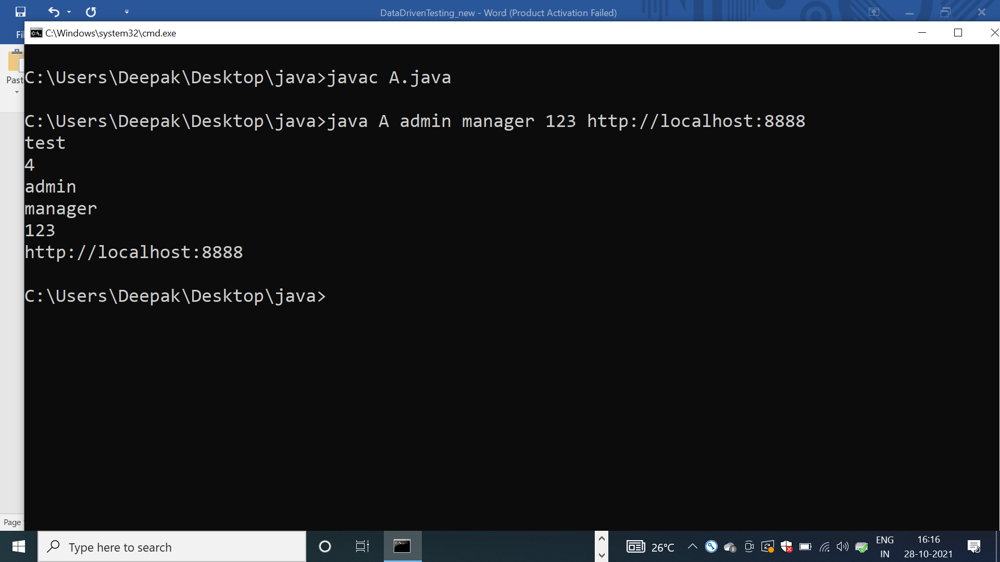 DataDrivenTesting_new - Word (Product Activation Failed)
C:\Windows\system32\cmd.exe
C:\Users\Deepak\Desktop\java>javac A.java
C:\Users\Deepak\Desktop\java>java A admin manager 123 http://localhost:8888
test
4
admin
manager
123
http://localhost:8888
C:\Users\Deepak\Desktop\java>
Fi
Past
Page
Type here to search
26°C
ENG
IN
16:16
28-10-2021